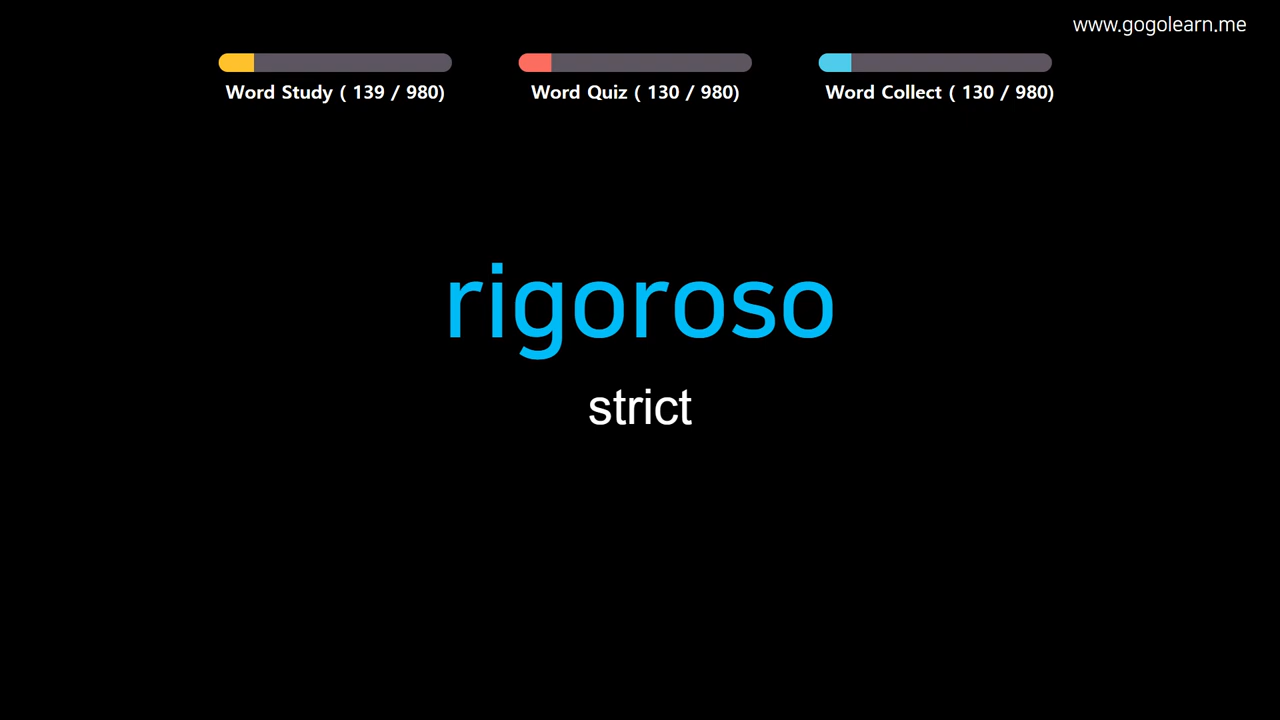 www.gogolearn.me
Word Study ( 139 / 980)
Word Quiz ( 130 / 980)
Word Collect ( 130 / 980)
rigoroso
strict